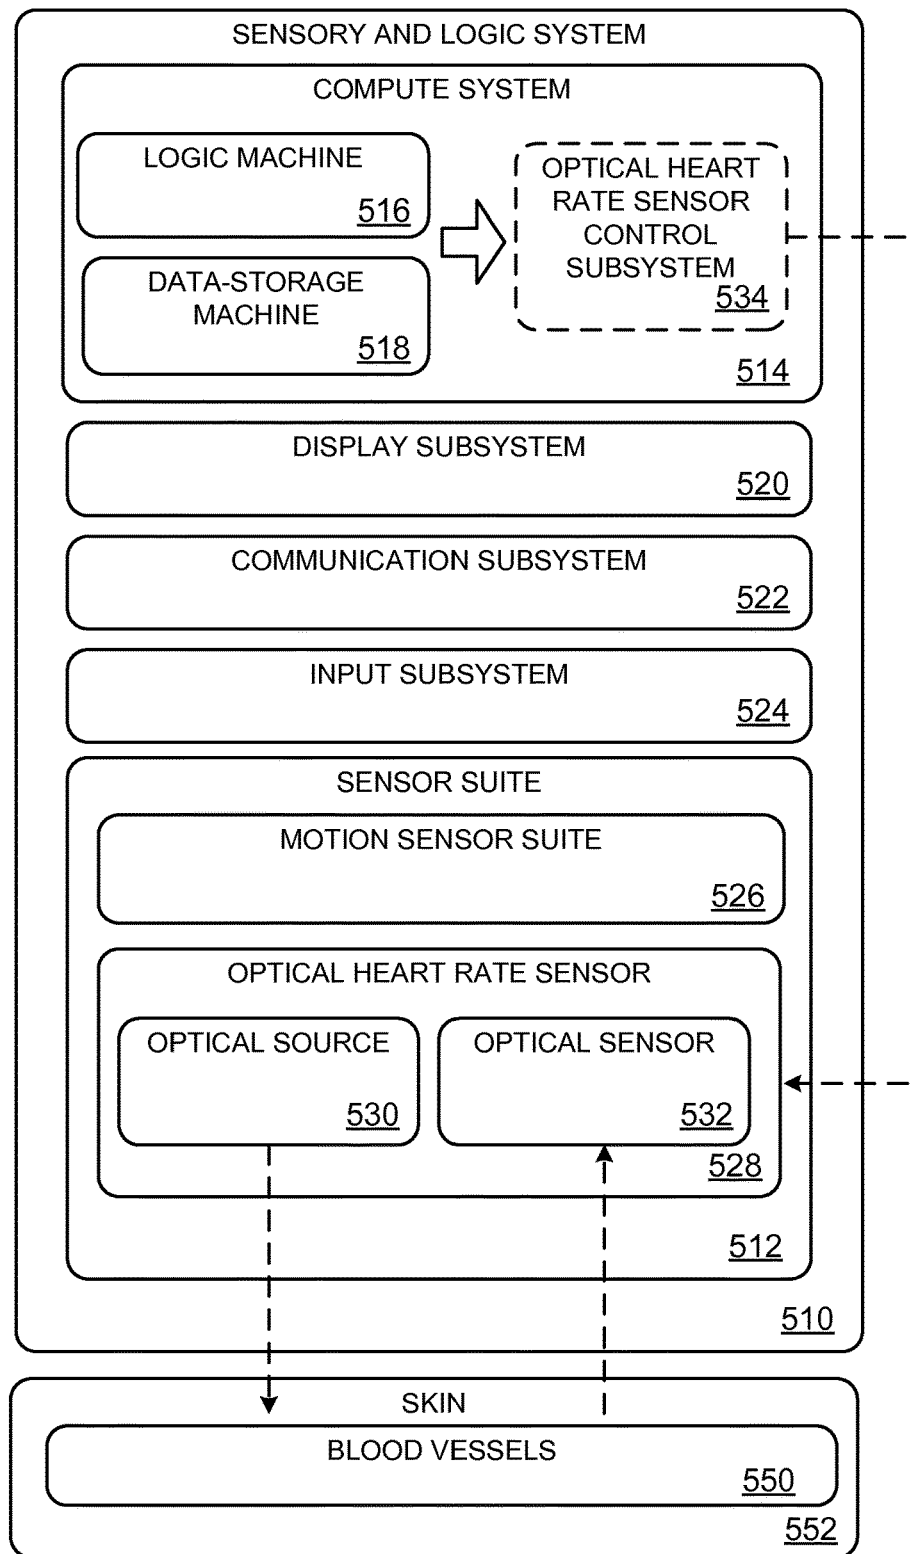 SENSORY AND LOGIC SYSTEM
COMPUTE SYSTEM
LOGIC MACHINE
516
DATA-STORAGE
MACHINE
518
OPTICAL HEART
RATE SENSOR
CONTROL
SUBSYSTEM
534
514
DISPLAY SUBSYSTEM
520
COMMUNICATION SUBSYSTEM
522
INPUT SUBSYSTEM
524
SENSOR SUITE
MOTION SENSOR SUITE
526
OPTICAL HEART RATE SENSOR
OPTICAL SOURCE
530
OPTICAL SENSOR
532
528
512
510
SKIN
BLOOD VESSELS
550
552